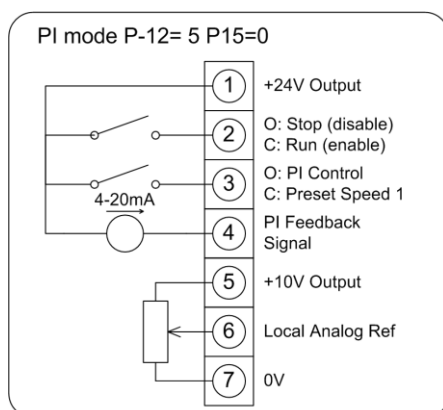 PI mode P-12= 5 P15=0
1 +24V Output
2 O: Stop (disable)
C: Run (enable)
3 O: PI Control
C: Preset Speed 1
4-20mA
4 PI Feedback
Signal
5 +10V Output
6 Local Analog Ref
7 0V